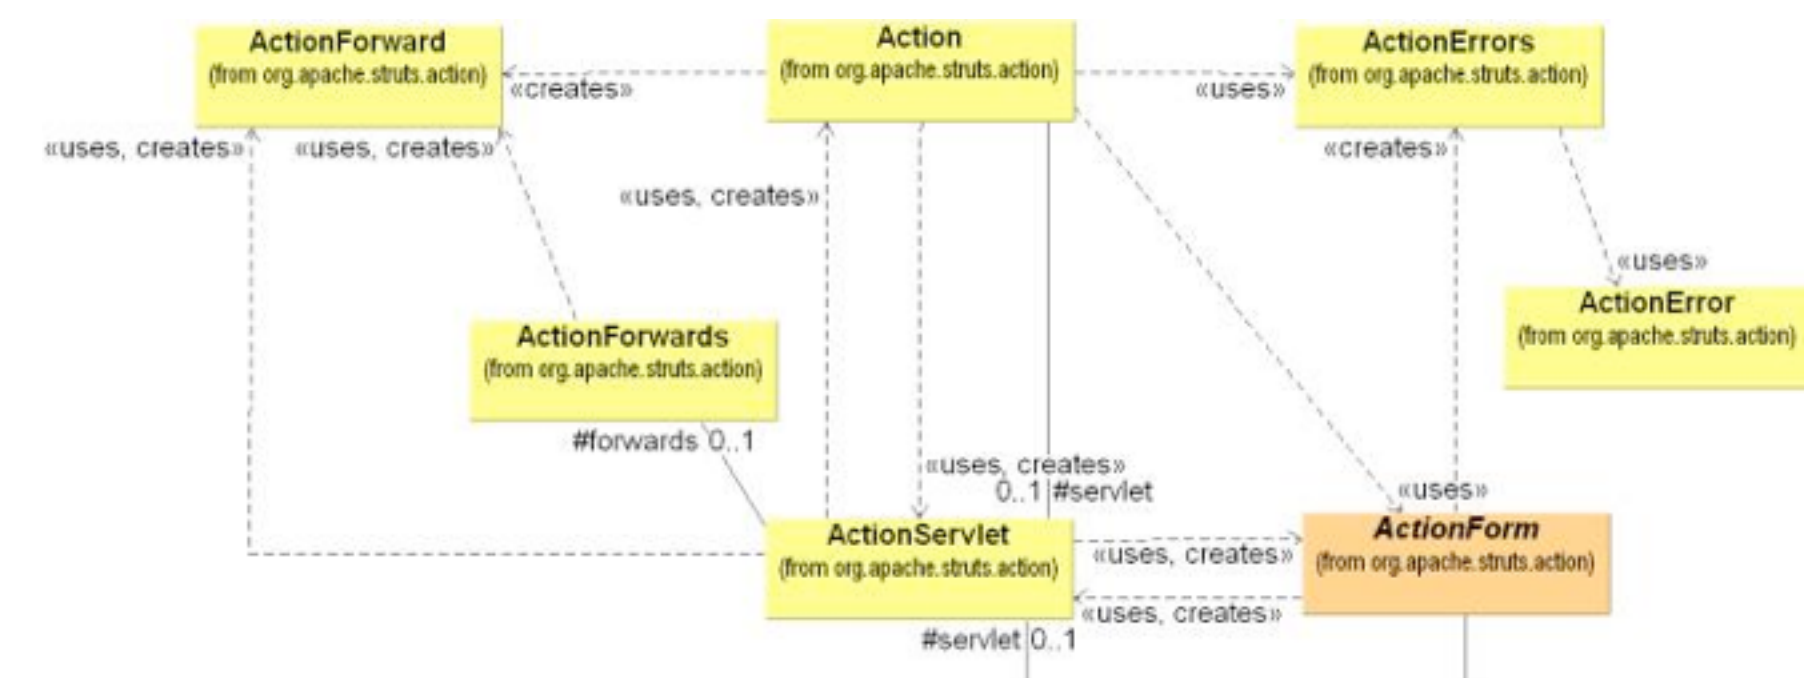 ActionForward
(from org.apache.struts.action)
Action
(from org.apache.struts.action)
ActionErrors
(from org.apache.struts.action)
«creates»
«uses»
«uses, creates»
«uses, creates»
«creates»
«uses, creates»
«uses»
ActionError
(from org.apache.struts.action)
ActionForwards
(from org.apache.struts.action)
#forwards 0..1
«uses, creates»
0..1 #servlet
«uses»
ActionServlet
(from org.apache.struts.action)
ActionForm
(from org.apache.struts.action)
«uses, creates»
«uses, creates»
#servlet 0..1